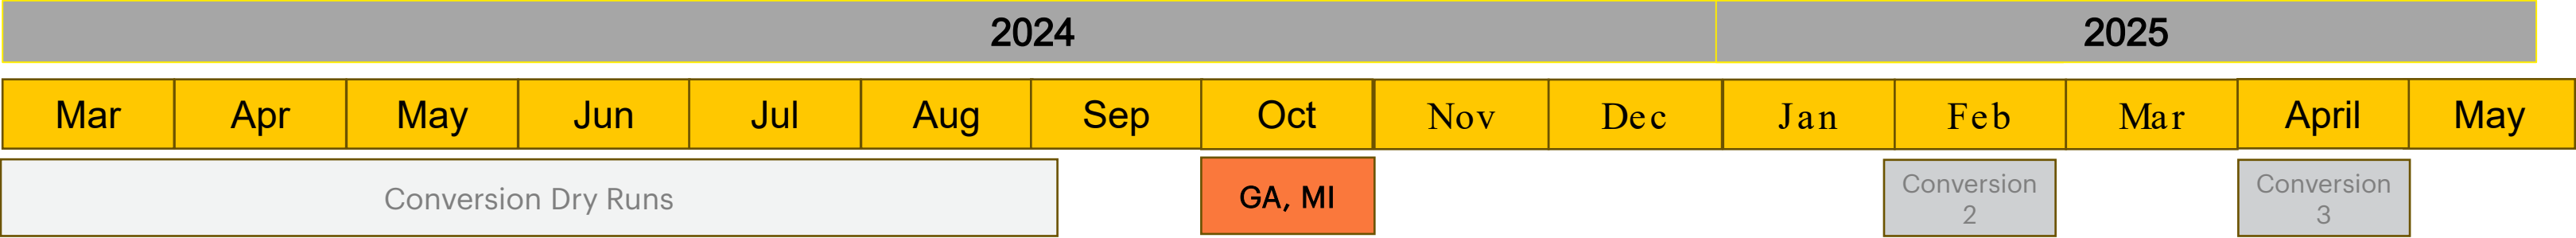 2024 2025
Mar Apr May Jun Jul Aug Sep Oct Nov Dec Jan Feb Mar April May
Conversion Dry Runs GA, MI Conversion Conversion
2 3